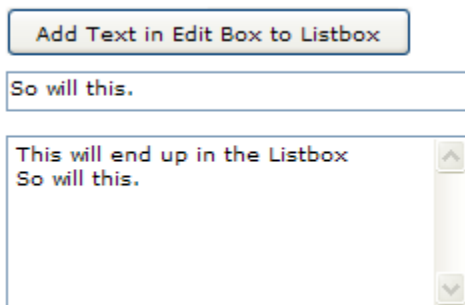 Add Text in Edit Box to Listbox
So will this.
This will end up in the Listbox
So will this.